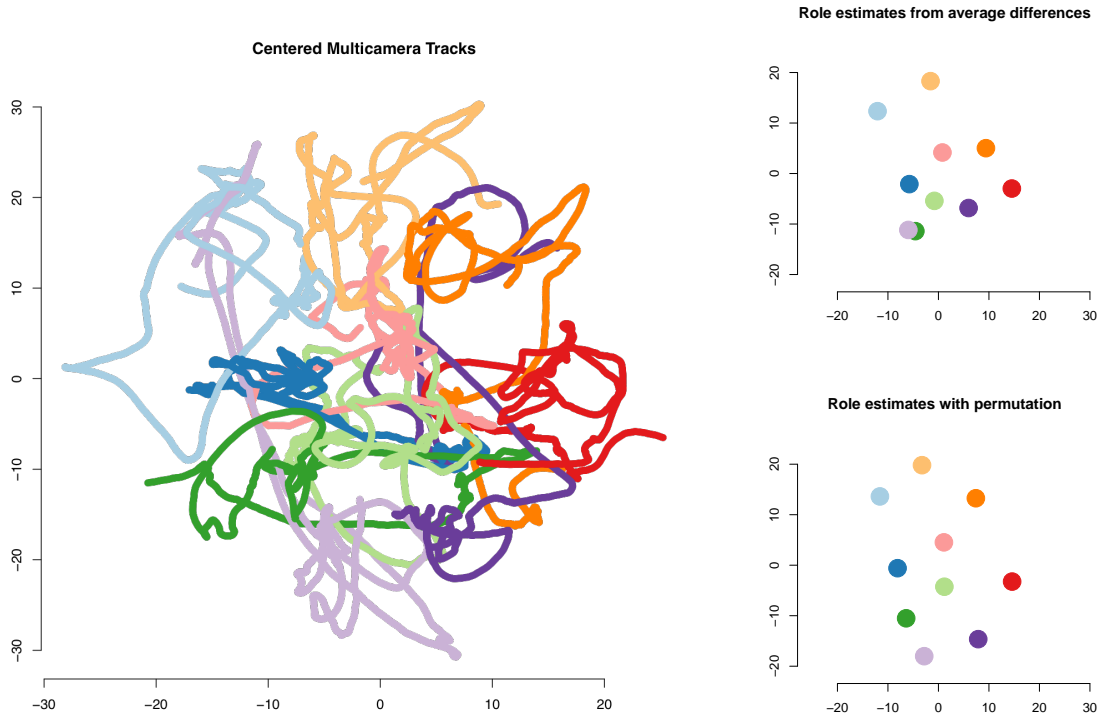 Centered Multicamera Tracks
30
20
10
0
−10
−20
−30
−30 −20 −10 0 10 20
Role estimates from average differences
20
10
0
−10
−20
−20 −10 0 10 20 30
Role estimates with permutation
20
10
0
−10
−20
−20 −10 0 10 20 30